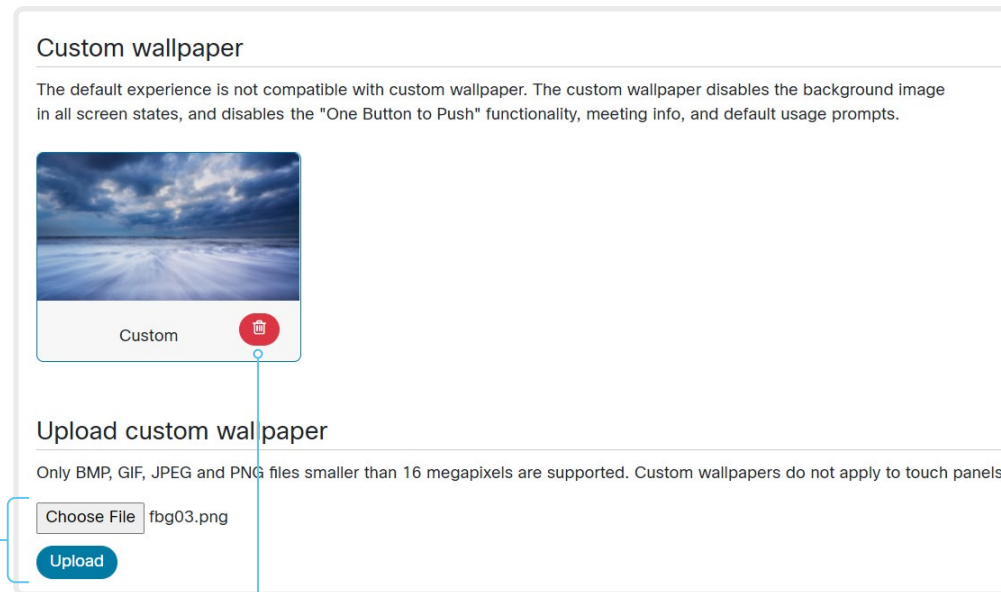 Custom wallpaper
The default experience is not compatible with custom wallpaper. The custom wallpaper disables the background image
in all screen states, and disables the "One Button to Push" functionality, meeting info, and default usage prompts.
Custom
Upload custom wallpaper
Only BMP, GIF, JPEG and PNG files smaller than 16 megapixels are supported. Custom wallpapers do not apply to touch panels
Choose File fbg03.png
Upload